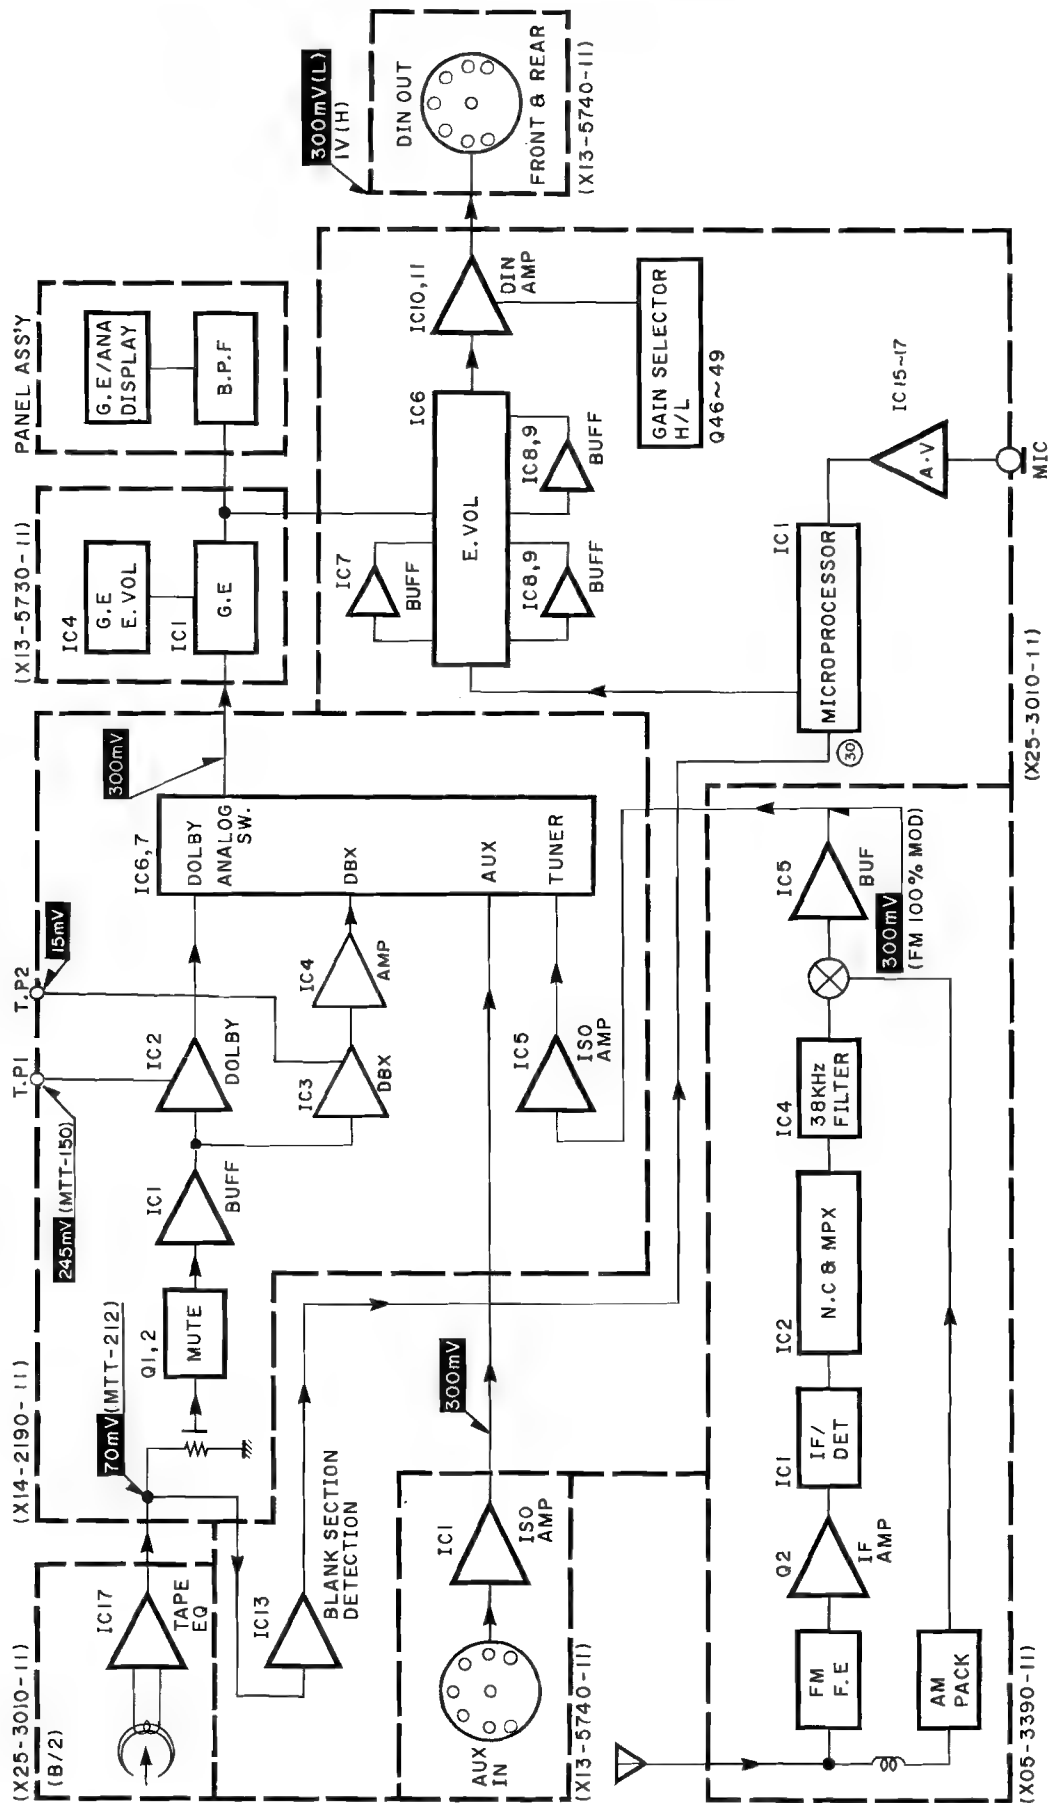 (X25-3010-11)
(B/2)
IC17
TAPE
EQ
(X14-2190-11)
70mV (MTT-212)
Q1,2
MUTE
IC1
BUFF
245mV (MTT-150)
T.P1
T.P2
15mV
IC2
DOLBY
IC3
DBX
IC4
AMP
IC6,7
DOLBY
ANALOG
SW.
DBX
AUX
TUNER
IC5
ISO
AMP
300mV
(X13-5730-11)
IC4
G.E
E.VOL
IC1
G.E
PANEL ASS'Y
G.E/ANA
DISPLAY
B.P.F
IC13
BLANK SECTION
DETECTION
AUX
IN
(X13-5740-11)
IC1
ISO
AMP
300mV
IC7
BUFF
IC6
E.VOL
IC8,9
BUFF
IC8,9
BUFF
IC10,11
DIN
AMP
GAIN SELECTOR
H/L
Q46~49
300mV(L)
1V(H)
DIN OUT
FRONT & REAR
(X13-5740-11)
IC1
MICROPROCESSOR
30
IC15~17
A·V
MIC
(X25-3010-11)
FM
F.E
Q2
IF
AMP
IC1
IF/
DET
IC2
N.C & MPX
IC4
38KHz
FILTER
IC5
BUF
300mV
(FM 100% MOD)
AM
PACK
(X05-3390-11)